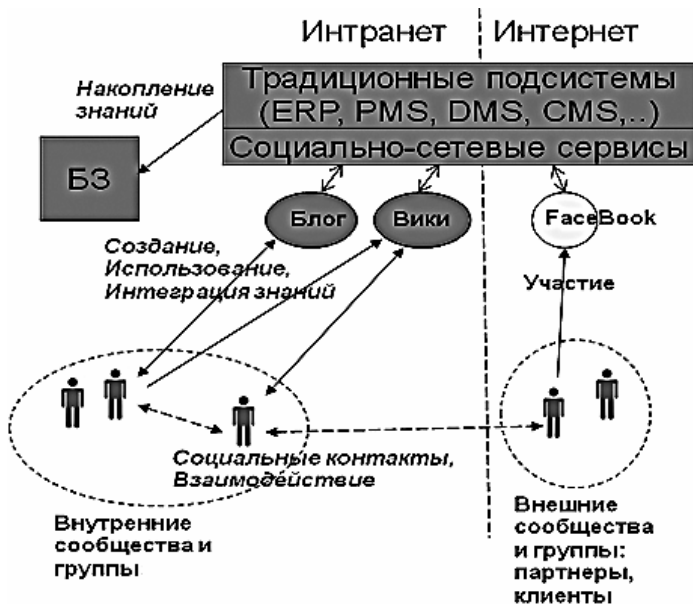 Интранет
Интернет
Накопление
знаний
Традиционные подсистемы
(ERP, PMS, DMS, CMS,..)
Социально-сетевые сервисы
БЗ
Блог
Вики
FaceBook
Создание,
Использование,
Интеграция знаний
Участие
Социальные контакты,
Взаимодействие
Внутренние
сообщества и
группы
Внешние
сообщества
и группы:
партнеры,
клиенты